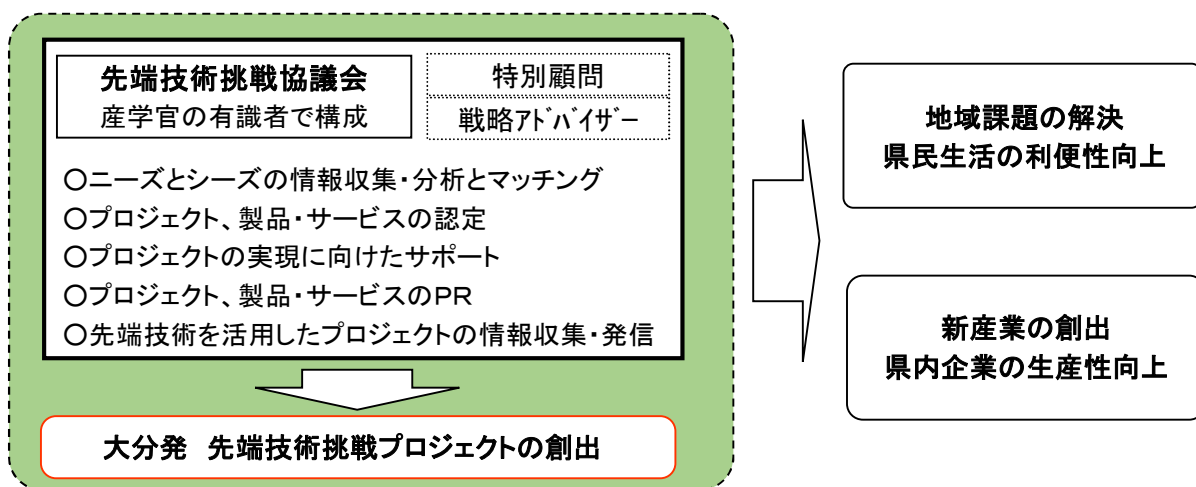 先端技術挑戦協議会
産学官の有識者で構成
特別顧問
戦略ｱﾄﾞﾊﾞｲｻﾞｰ
○ニーズとシーズの情報収集・分析とマッチング
○プロジェクト、製品・サービスの認定
○プロジェクトの実現に向けたサポート
○プロジェクト、製品・サービスのPR
○先端技術を活用したプロジェクトの情報収集・発信
大分発　先端技術挑戦プロジェクトの創出
地域課題の解決
県民生活の利便性向上
新産業の創出
県内企業の生産性向上